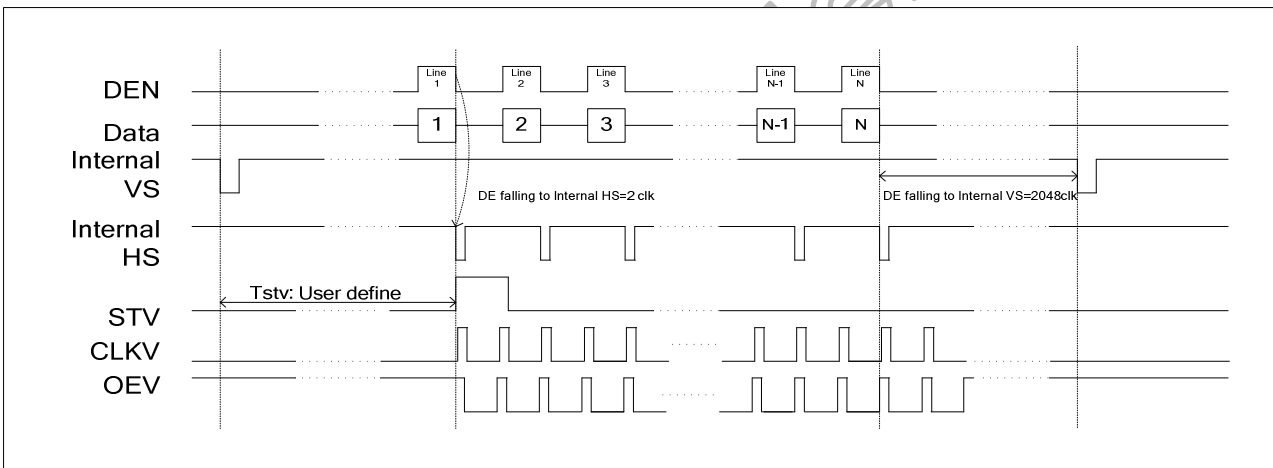 DEN
Line
1
Line
2
Line
3
Line
N-1
Line
N
Data
1
2
3
N-1
N
Internal
VS
DE falling to Internal HS=2 clk
DE falling to Internal VS=2048clk
Internal
HS
Tstv: User define
STV
CLKV
OEV